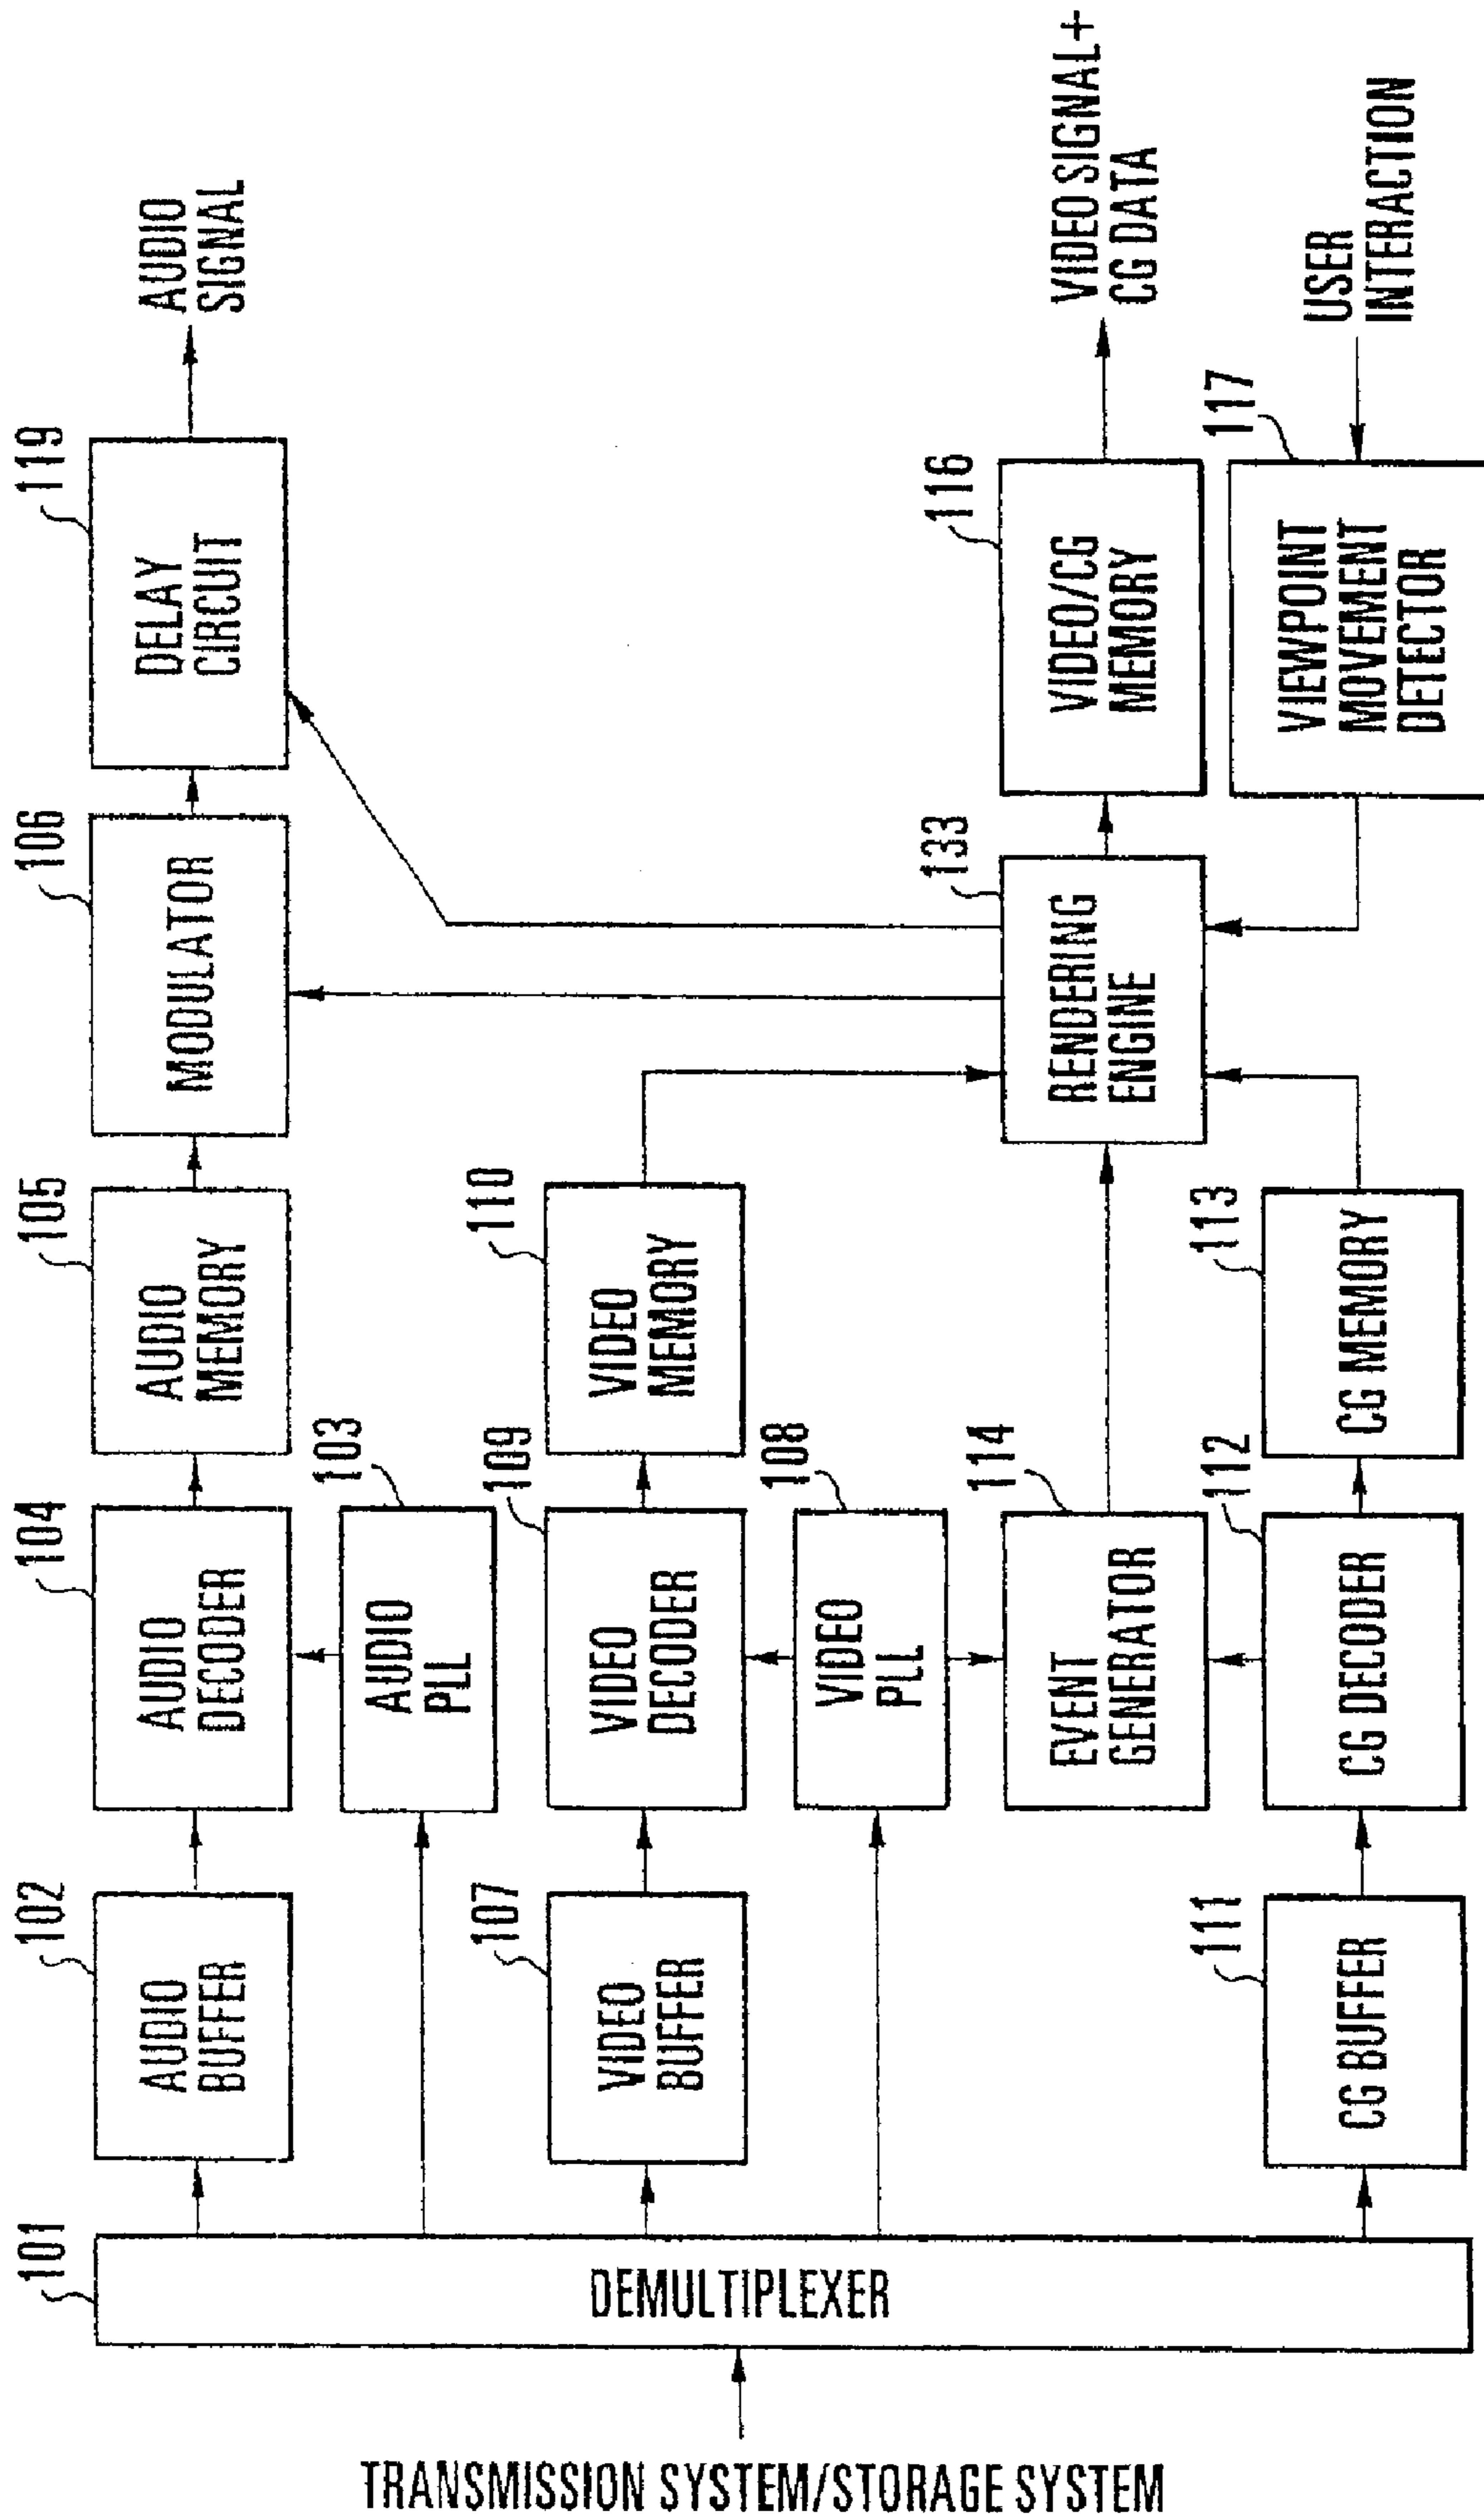 TRANSMISSION SYSTEM/STORAGE SYSTEM
101
DEMULTIPLEXER
102
AUDIO
BUFFER
104
AUDIO
DECODER
105
AUDIO
MEMORY
106
MODULATOR
119
DELAY
CIRCUIT
AUDIO
SIGNAL
103
AUDIO
PLL
107
VIDEO
BUFFER
109
VIDEO
DECODER
110
VIDEO
MEMORY
108
VIDEO
PLL
114
EVENT
GENERATOR
133
RENDERING
ENGINE
116
VIDEO/CG
MEMORY
VIDEO SIGNAL+
CG DATA
111
CG BUFFER
112
CG DECODER
113
CG MEMORY
117
VIEWPOINT
MOVEMENT
DETECTOR
USER
INTERACTION